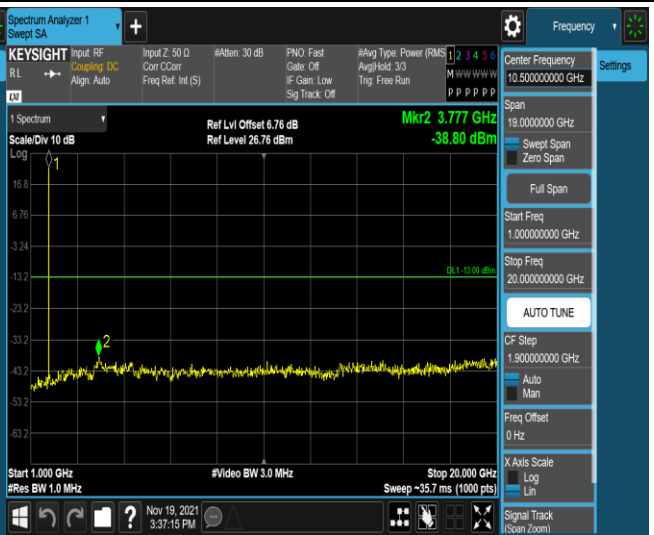 Spectrum Analyzer 1
Swept SA
Frequency
KEYSIGHT
RL
LXI
Input: RF
Coupling: DC
Align: Auto
Input Z: 50 Ω
Corr CCorr
Freq Ref: Int (S)
#Atten: 30 dB
PNO: Fast
Gate: Off
IF Gain: Low
Sig Track: Off
#Avg Type: Power (RMS
Avg|Hold: 3/3
Trig: Free Run
1 2 3 4 5 6
M W W W W W
P P P P P P
1 Spectrum
Scale/Div 10 dB
Log
Ref Lvl Offset 6.76 dB
Ref Level 26.76 dBm
Mkr2 3.777 GHz
-38.80 dBm
1
16.8
6.76
-3.24
DL1 -13.00 dBm
-13.2
-23.2
-33.2
2
-43.2
-53.2
-63.2
Start 1.000 GHz
#Video BW 3.0 MHz
Stop 20.000 GHz
#Res BW 1.0 MHz
Sweep ~35.7 ms (1000 pts)
?
Nov 19, 2021
3:37:15 PM
Center Frequency
10.500000000 GHz
Span
19.0000000 GHz
Swept Span
Zero Span
Full Span
Start Freq
1.000000000 GHz
Stop Freq
20.000000000 GHz
AUTO TUNE
CF Step
1.900000000 GHz
Auto
Man
Freq Offset
0 Hz
X Axis Scale
Log
Lin
Signal Track
(Span Zoom)
Settings